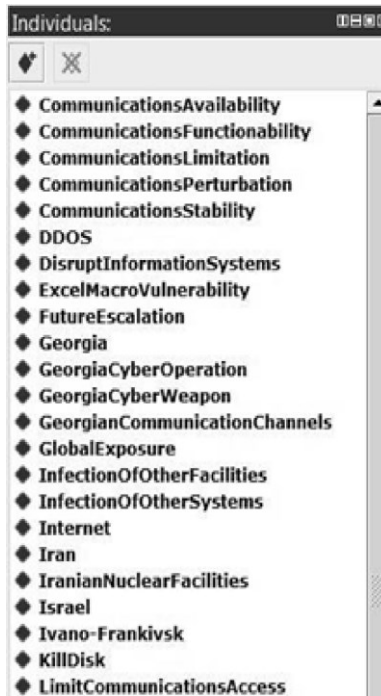 Individuals:
CommunicationsAvailability
CommunicationsFunctionability
CommunicationsLimitation
CommunicationsPerturbation
CommunicationsStability
DDOS
DisruptInformationSystems
ExcelMacroVulnerability
FutureEscalation
Georgia
GeorgiaCyberOperation
GeorgiaCyberWeapon
GeorgianCommunicationChannels
GlobalExposure
InfectionOfOtherFacilities
InfectionOfOtherSystems
Internet
Iran
IranianNuclearFacilities
Israel
Ivano-Frankivsk
KillDisk
LimitCommunicationsAccess